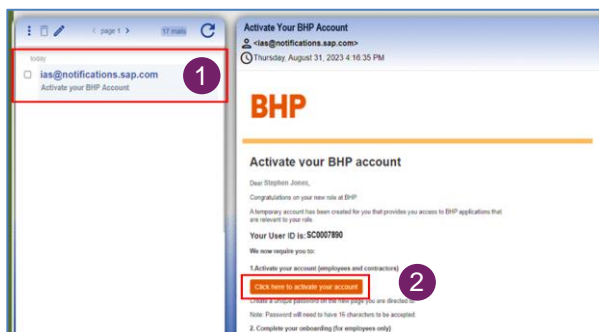 < page 1 >
17 mails
today
ias@notifications.sap.com
Activate your BHP Account
1
Activate Your BHP Account
<ias@notifications.sap.com>
Thursday, August 31, 2023 4:16:35 PM
BHP
Activate your BHP account
Dear Stephen Jones,
Congratulations on your new role at BHP
A temporary account has been created for you that provides you access to BHP applications that
are relevant to your role.
Your User ID is: SC0007890
We now require you to:
1.Activate your account (employees and contractors)
Click here to activate your account
2
Create a unique password on the new page you are directed to
Note: Password will need to have 16 characters to be accepted.
2. Complete your onboarding (for employees only)